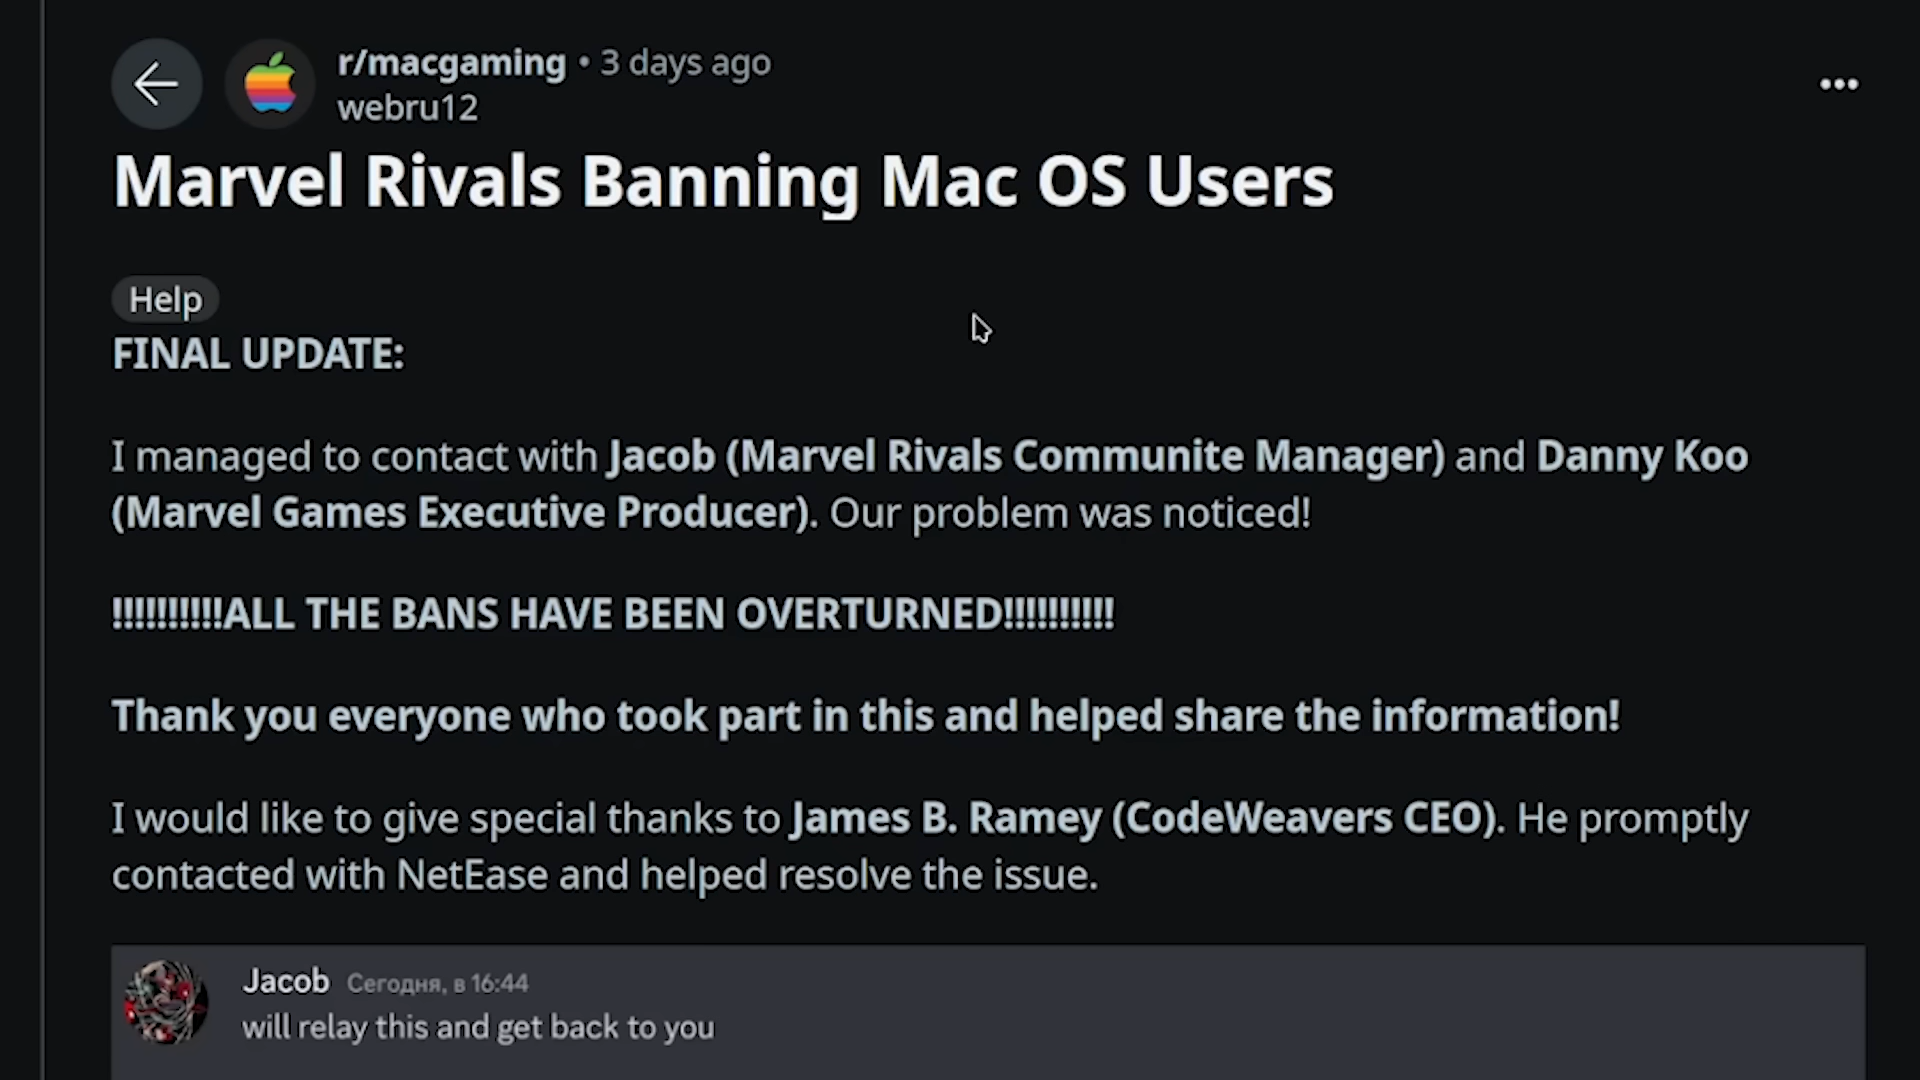 r/macgaming • 3 days ago
webru12
Marvel Rivals Banning Mac OS Users
Help
FINAL UPDATE:
I managed to contact with Jacob (Marvel Rivals Communite Manager) and Danny Koo
(Marvel Games Executive Producer). Our problem was noticed!
!!!!!!!!!!ALL THE BANS HAVE BEEN OVERTURNED!!!!!!!!!!
Thank you everyone who took part in this and helped share the information!
I would like to give special thanks to James B. Ramey (CodeWeavers CEO). He promptly
contacted with NetEase and helped resolve the issue.
Jacob Сегодня, в 16:44
will relay this and get back to you